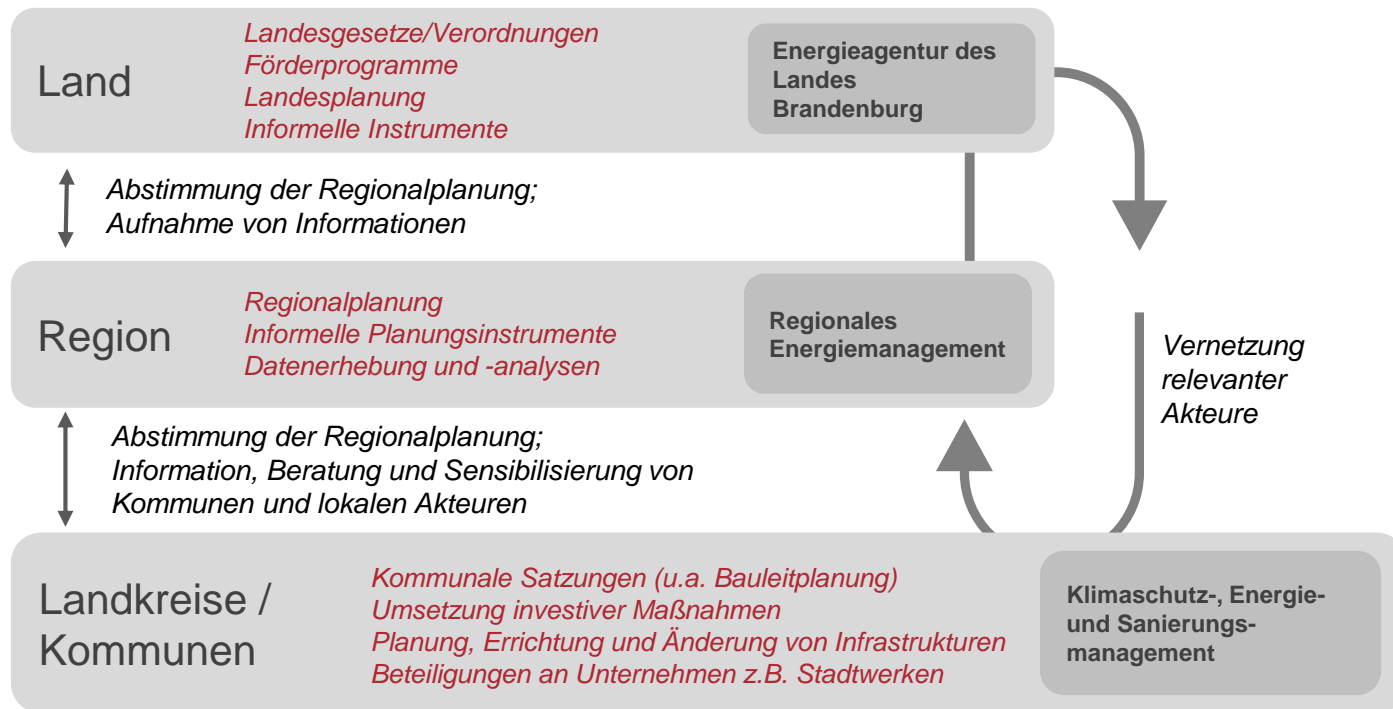 Land
Landesgesetze/Verordnungen
Förderprogramme
Landesplanung
Informelle Instrumente
Energieagentur des
Landes
Brandenburg
Abstimmung der Regionalplanung;
Aufnahme von Informationen
Region
Regionalplanung
Informelle Planungsinstrumente
Datenerhebung und -analysen
Regionales
Energiemanagement
Vernetzung
relevanter
Akteure
Abstimmung der Regionalplanung;
Information, Beratung und Sensibilisierung von
Kommunen und lokalen Akteuren
Landkreise /
Kommunen
Kommunale Satzungen (u.a. Bauleitplanung)
Umsetzung investiver Maßnahmen
Planung, Errichtung und Änderung von Infrastrukturen
Beteiligungen an Unternehmen z.B. Stadtwerken
Klimaschutz-, Energie-
und Sanierungs-
management